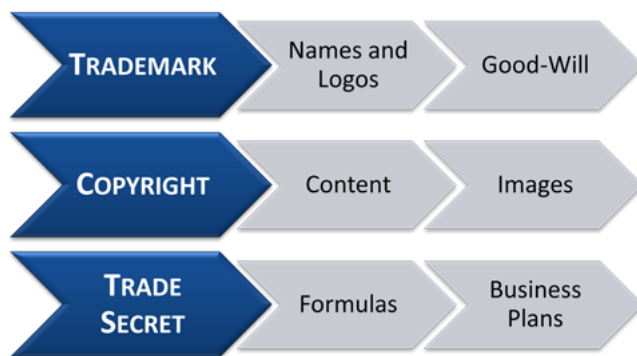 TRADEMARK
Names and
Logos
Good-Will
COPYRIGHT
Content
Images
TRADE
SECRET
Formulas
Business
Plans